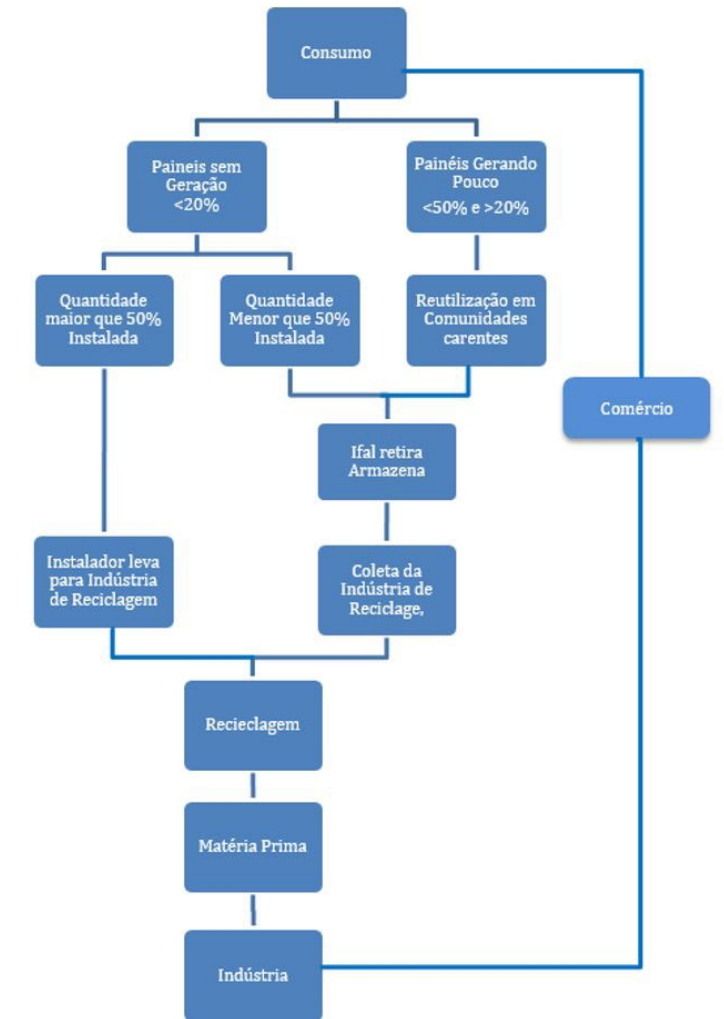 Consumo
Paineis sem
Geração
<20%
Painéis Gerando
Pouco
<50% e >20%
Quantidade
maior que 50%
Instalada
Quantidade
Menor que 50%
Instalada
Reutilização em
Comunidades
carentes
Comércio
Ifal retira
Armazena
Instalador leva
para Indústria
de Reciclagem
Coleta da
Indústria de
Reciclage,
Recieclagem
Matéria Prima
Indústria